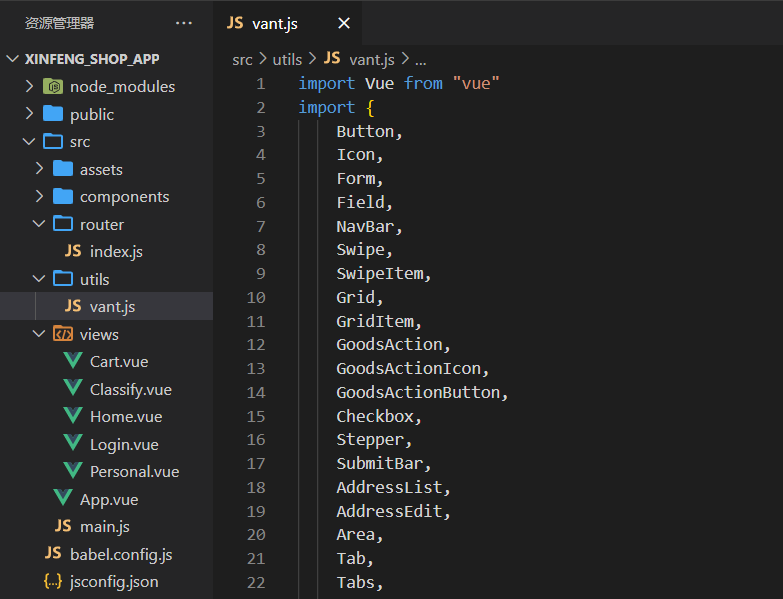 资源管理器
XINFENG_SHOP_APP
node_modules
public
src
assets
components
router
JS index.js
utils
JS vant.js
views
Cart.vue
Classify.vue
Home.vue
Login.vue
Personal.vue
App.vue
JS main.js
JS babel.config.js
{..} jsconfig.json
JS vant.js
src > utils > JS vant.js > ...
1 import Vue from "vue"
2 import {
3 Button,
4 Icon,
5 Form,
6 Field,
7 NavBar,
8 Swipe,
9 SwipeItem,
10 Grid,
11 GridItem,
12 GoodsAction,
13 GoodsActionIcon,
14 GoodsActionButton,
15 Checkbox,
16 Stepper,
17 SubmitBar,
18 AddressList,
19 AddressEdit,
20 Area,
21 Tab,
22 Tabs,